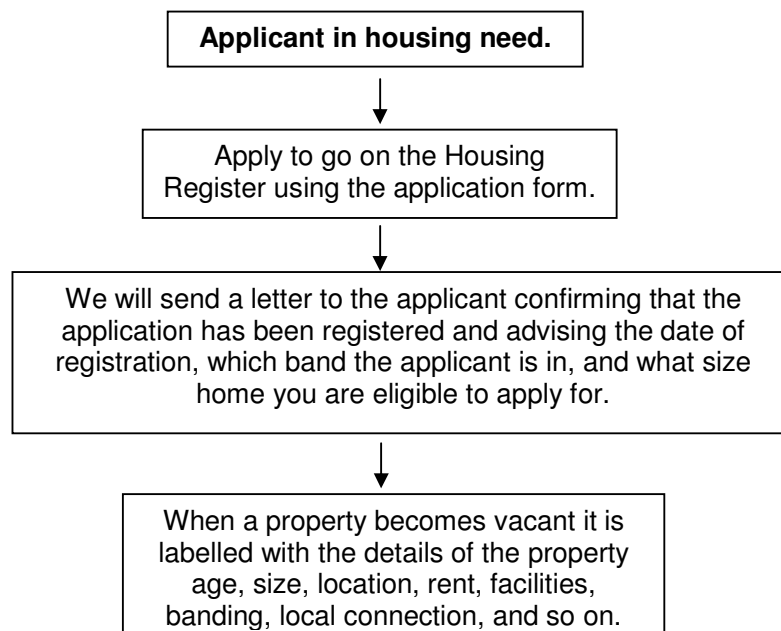 Applicant in housing need.
Apply to go on the Housing
Register using the application form.
We will send a letter to the applicant confirming that the
application has been registered and advising the date of
registration, which band the applicant is in, and what size
home you are eligible to apply for.
When a property becomes vacant it is
labelled with the details of the property
age, size, location, rent, facilities,
banding, local connection, and so on.